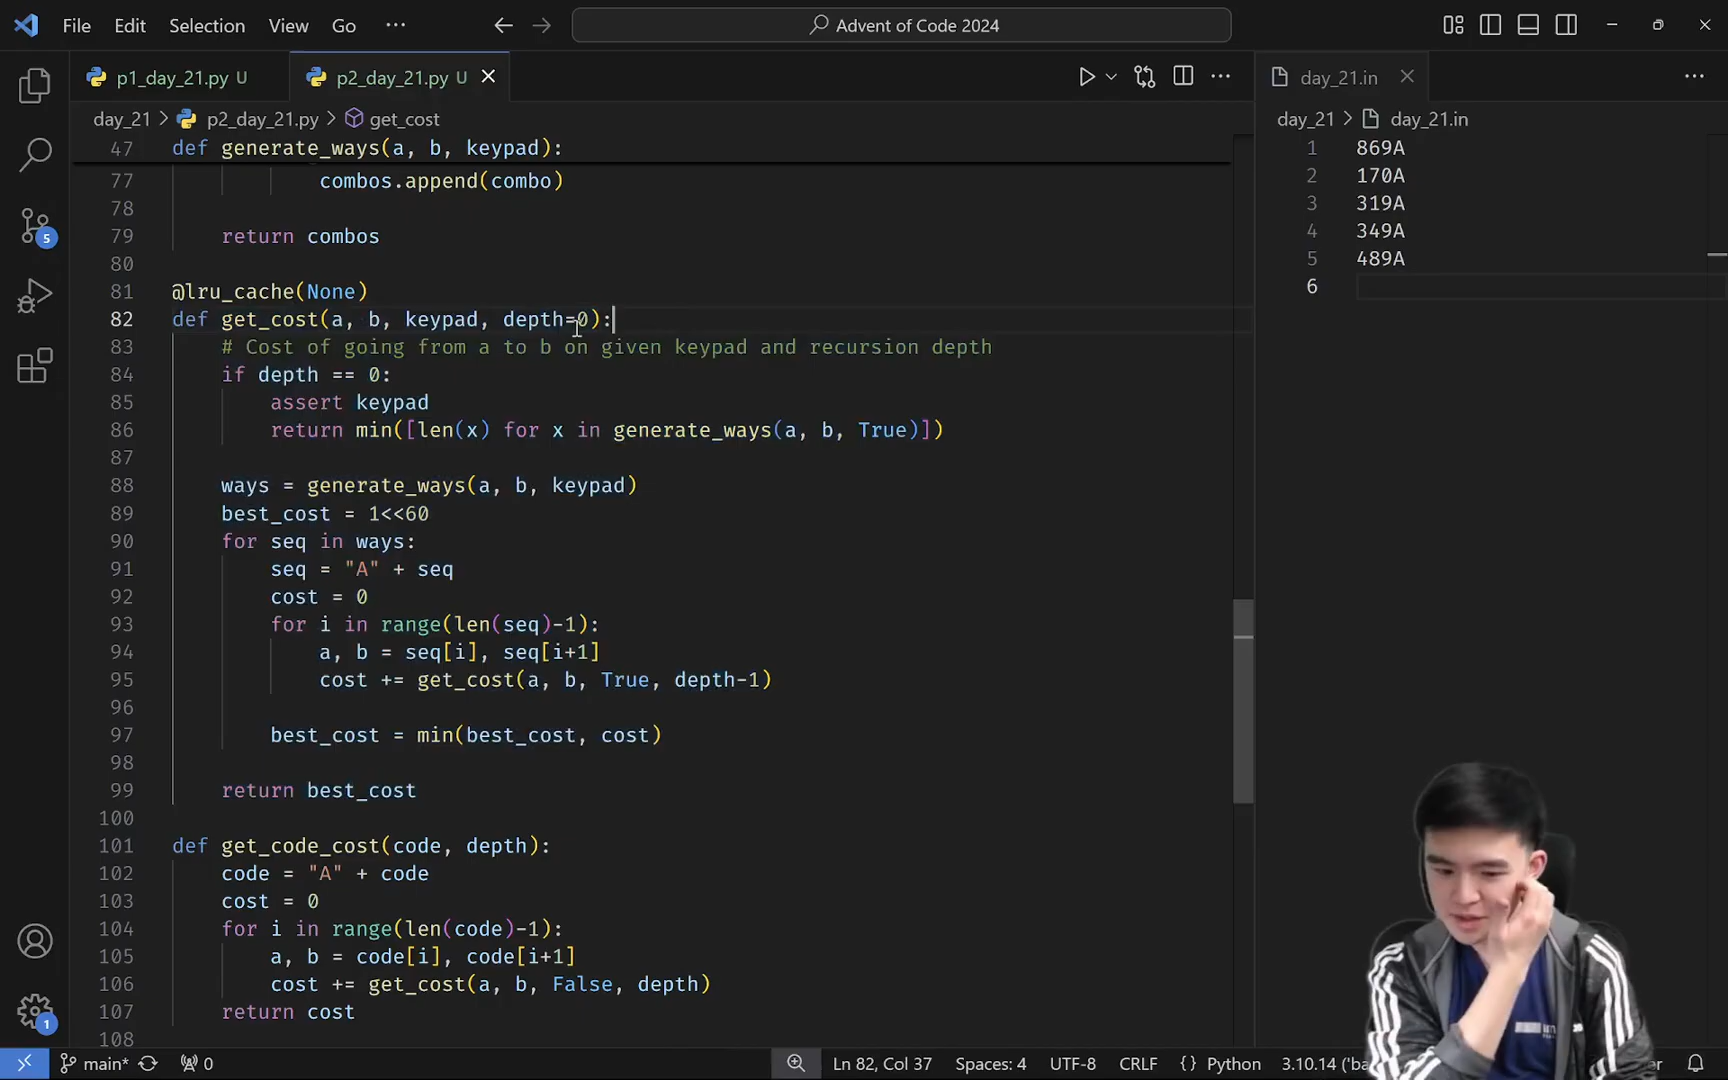 File Edit Selection View Go ··· Advent of Code 2024
p1_day_21.py U p2_day_21.py U day_21.in
day_21 > p2_day_21.py > get_cost
day_21 > day_21.in
47 def generate_ways(a, b, keypad):
77 combos.append(combo)
78
79 return combos
80
81 @lru_cache(None)
82 def get_cost(a, b, keypad, depth=0):
83 # Cost of going from a to b on given keypad and recursion depth
84 if depth == 0:
85 assert keypad
86 return min([len(x) for x in generate_ways(a, b, True)])
87
88 ways = generate_ways(a, b, keypad)
89 best_cost = 1<<60
90 for seq in ways:
91 seq = "A" + seq
92 cost = 0
93 for i in range(len(seq)-1):
94 a, b = seq[i], seq[i+1]
95 cost += get_cost(a, b, True, depth-1)
96
97 best_cost = min(best_cost, cost)
98
99 return best_cost
100
101 def get_code_cost(code, depth):
102 code = "A" + code
103 cost = 0
104 for i in range(len(code)-1):
105 a, b = code[i], code[i+1]
106 cost += get_cost(a, b, False, depth)
107 return cost
108
1 869A
2 170A
3 319A
4 349A
5 489A
6
5
1
main* 0 Ln 82, Col 37 Spaces: 4 UTF-8 CRLF {} Python 3.10.14 ('ba